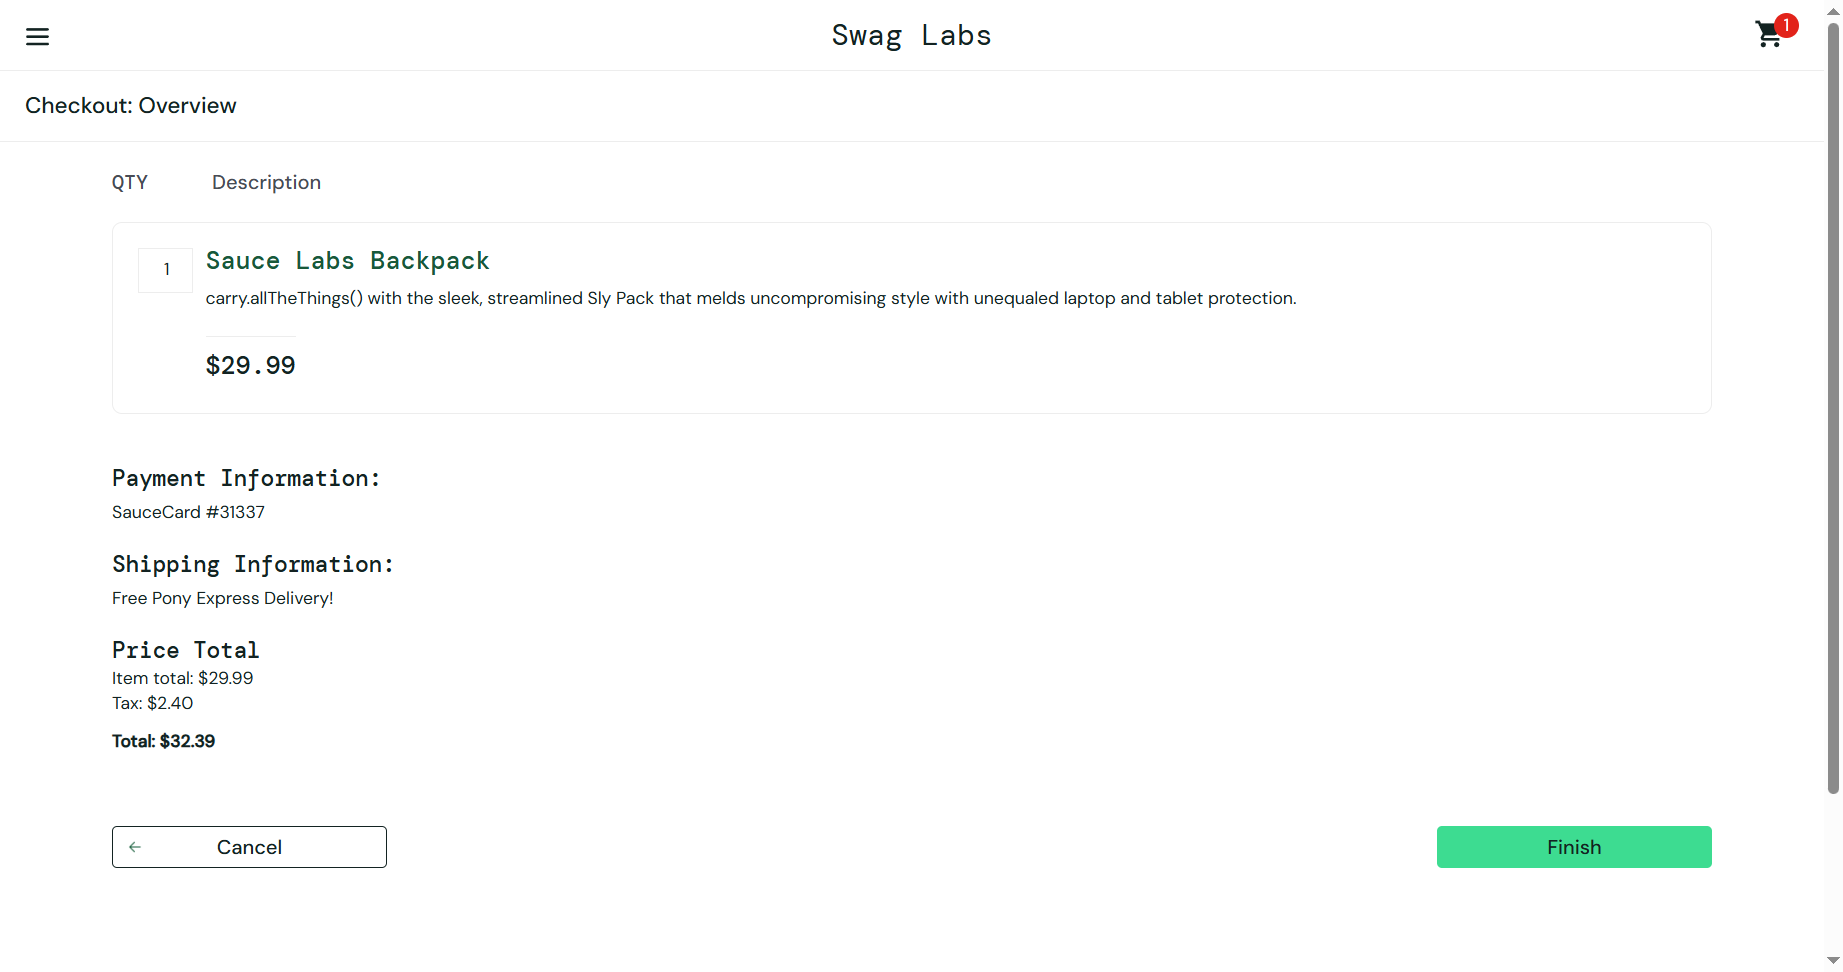 Swag Labs
1
Checkout: Overview
QTY Description
1
Sauce Labs Backpack
carry.allTheThings() with the sleek, streamlined Sly Pack that melds uncompromising style with unequaled laptop and tablet protection.
$29.99
Payment Information:
SauceCard #31337
Shipping Information:
Free Pony Express Delivery!
Price Total
Item total: $29.99
Tax: $2.40
Total: $32.39
Cancel
Finish